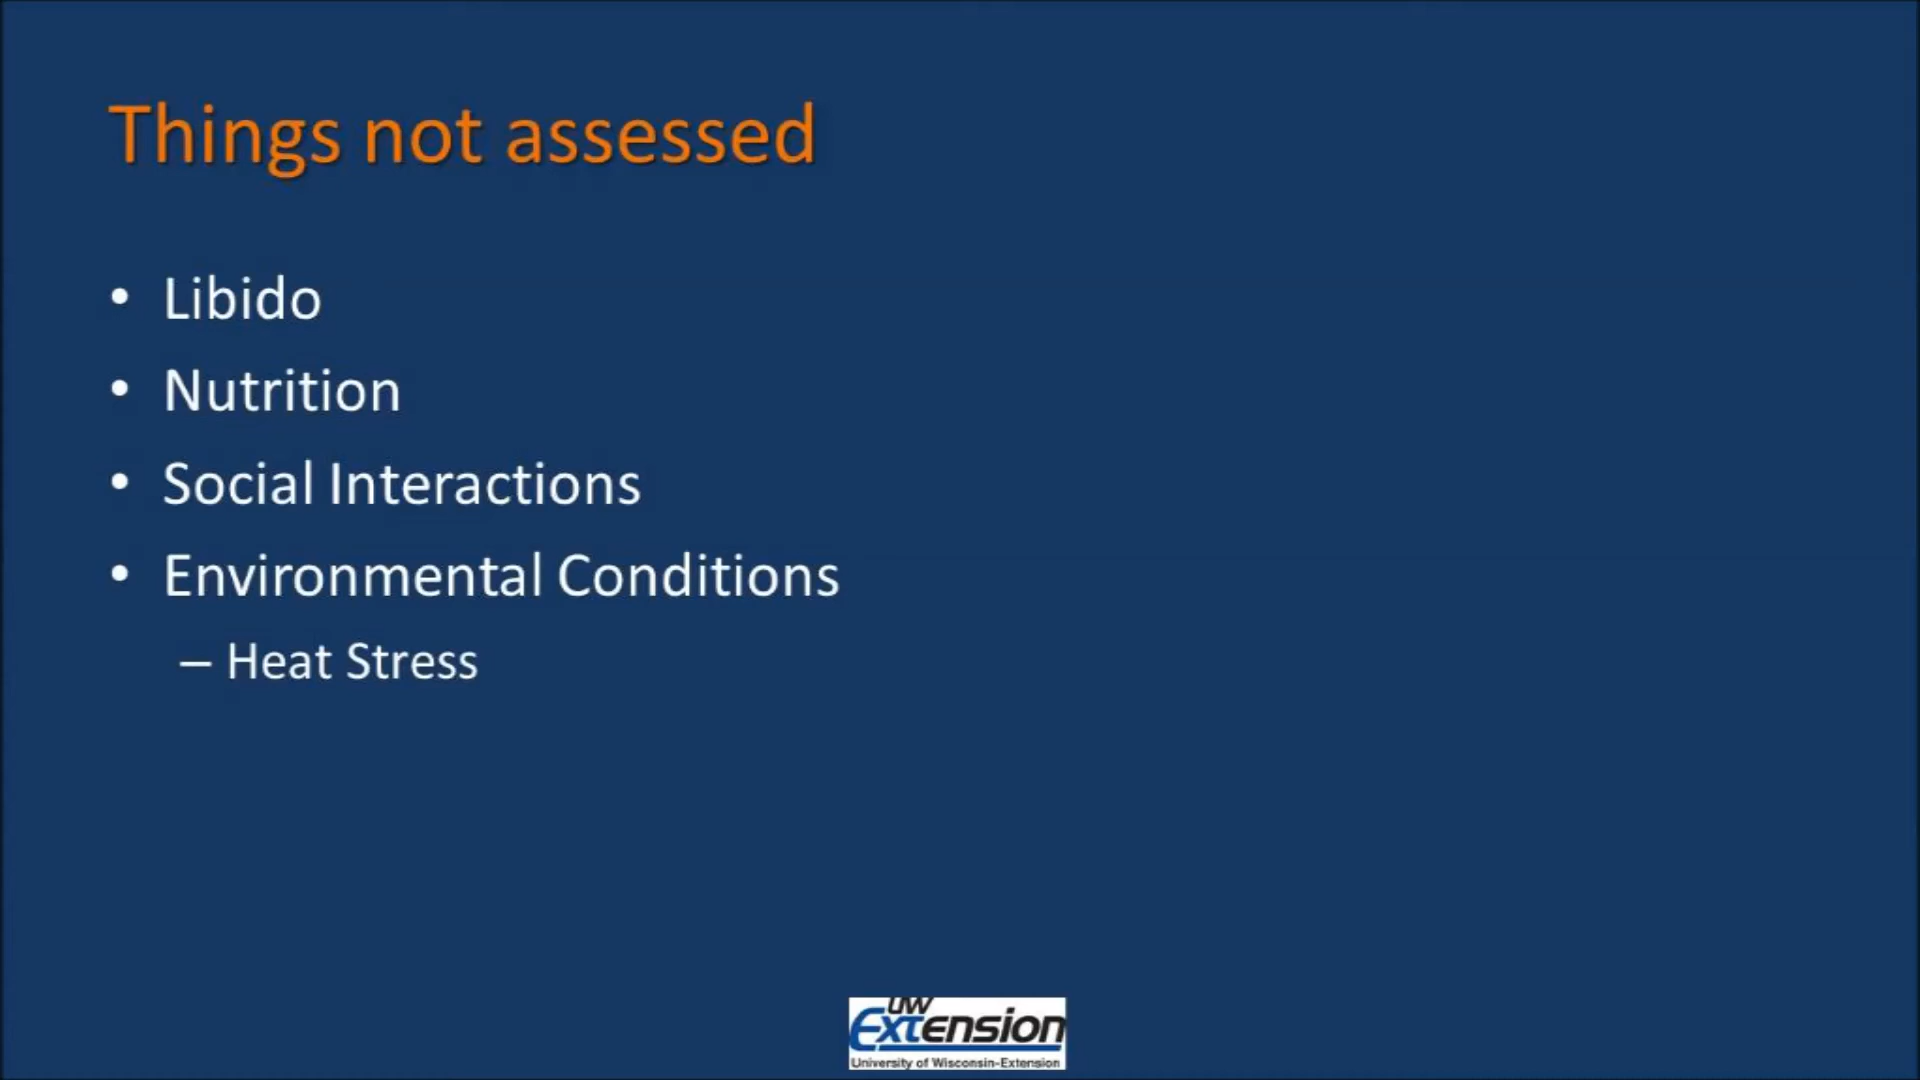 Things not assessed
• Libido
• Nutrition
• Social Interactions
• Environmental Conditions
– Heat Stress
UW
Extension
University of Wisconsin-Extension